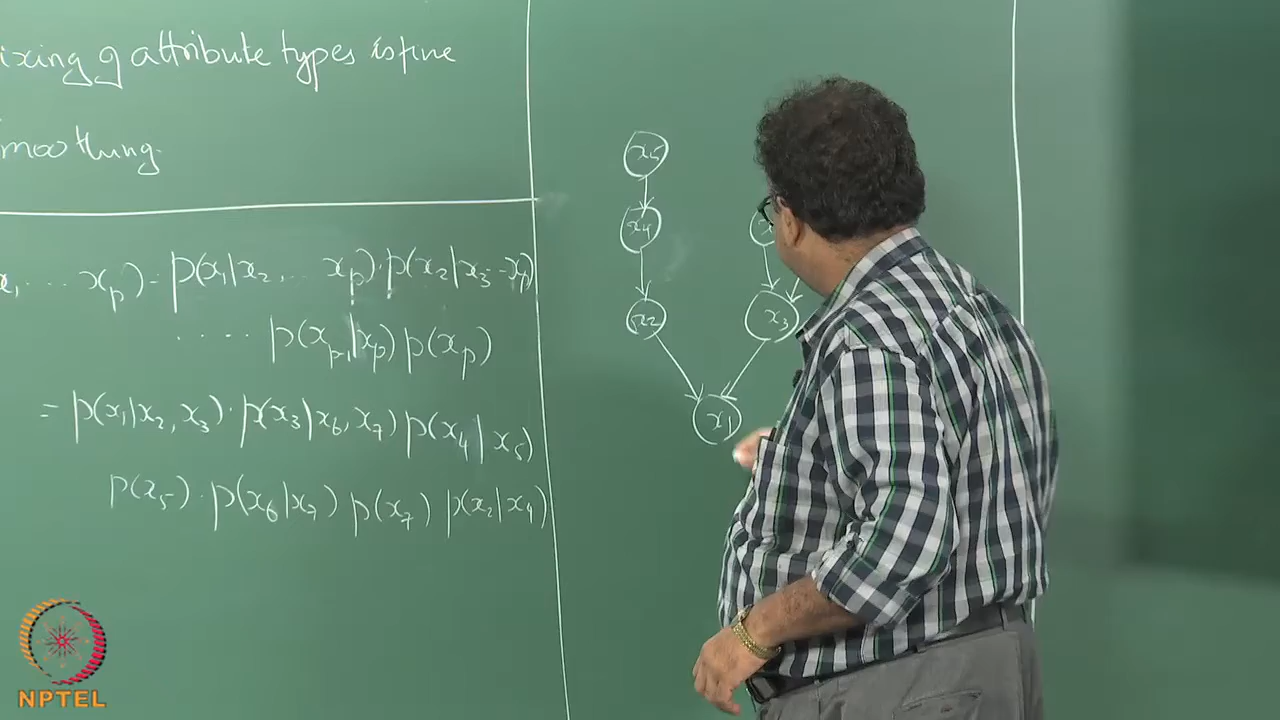 ixing of attribute types is fine
moothing.
x₁ ⋯ xₚ) = p(x₁|x₂, … xₚ)·p(x₂|x₃ -- xₚ)
..... p(xₚ₋₁|xₚ) p(xₚ)
= p(x₁|x₂, x₃) · p(x₃|x₆, x₇) p(x₄|x₅)
p(x₅) · p(x₆|x₇) p(x₇) p(x₂|x₄)
x₅
x₄
x₂ x₃
x₁
NPTEL